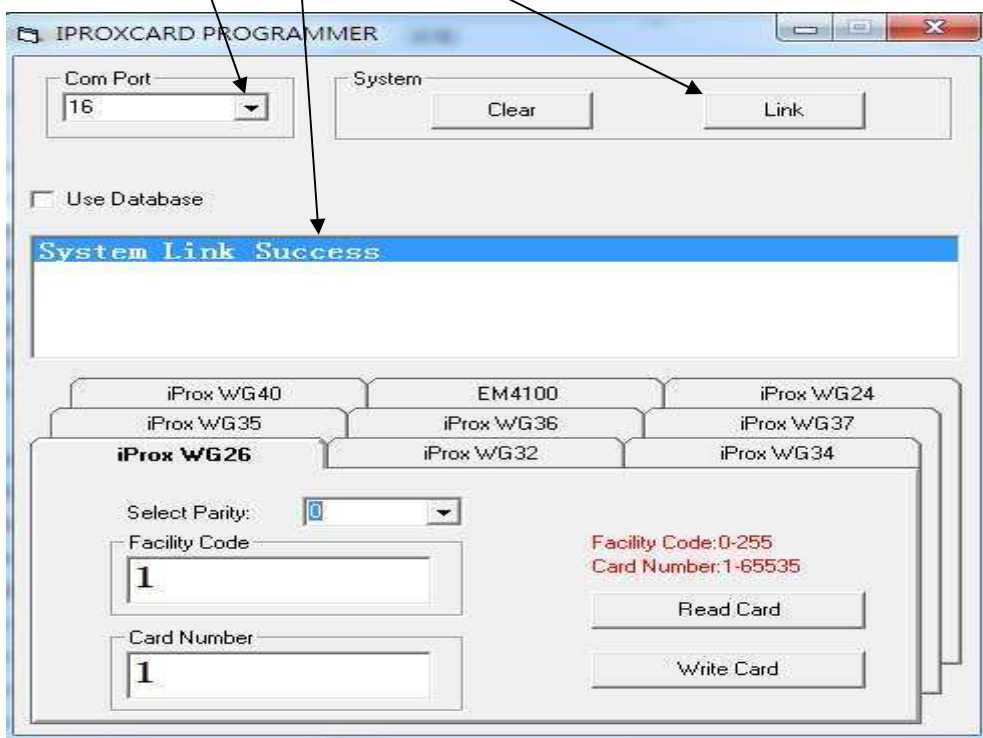 IPROXCARD PROGRAMMER
Com Port
System
16
Clear
Link
Use Database
System Link Success
iProx WG40
EM4100
iProx WG24
iProx WG35
iProx WG36
iProx WG37
iProx WG26
iProx WG32
iProx WG34
Select Parity:
0
Facility Code
1
Facility Code:0-255
Card Number:1-65535
Read Card
Card Number
1
Write Card